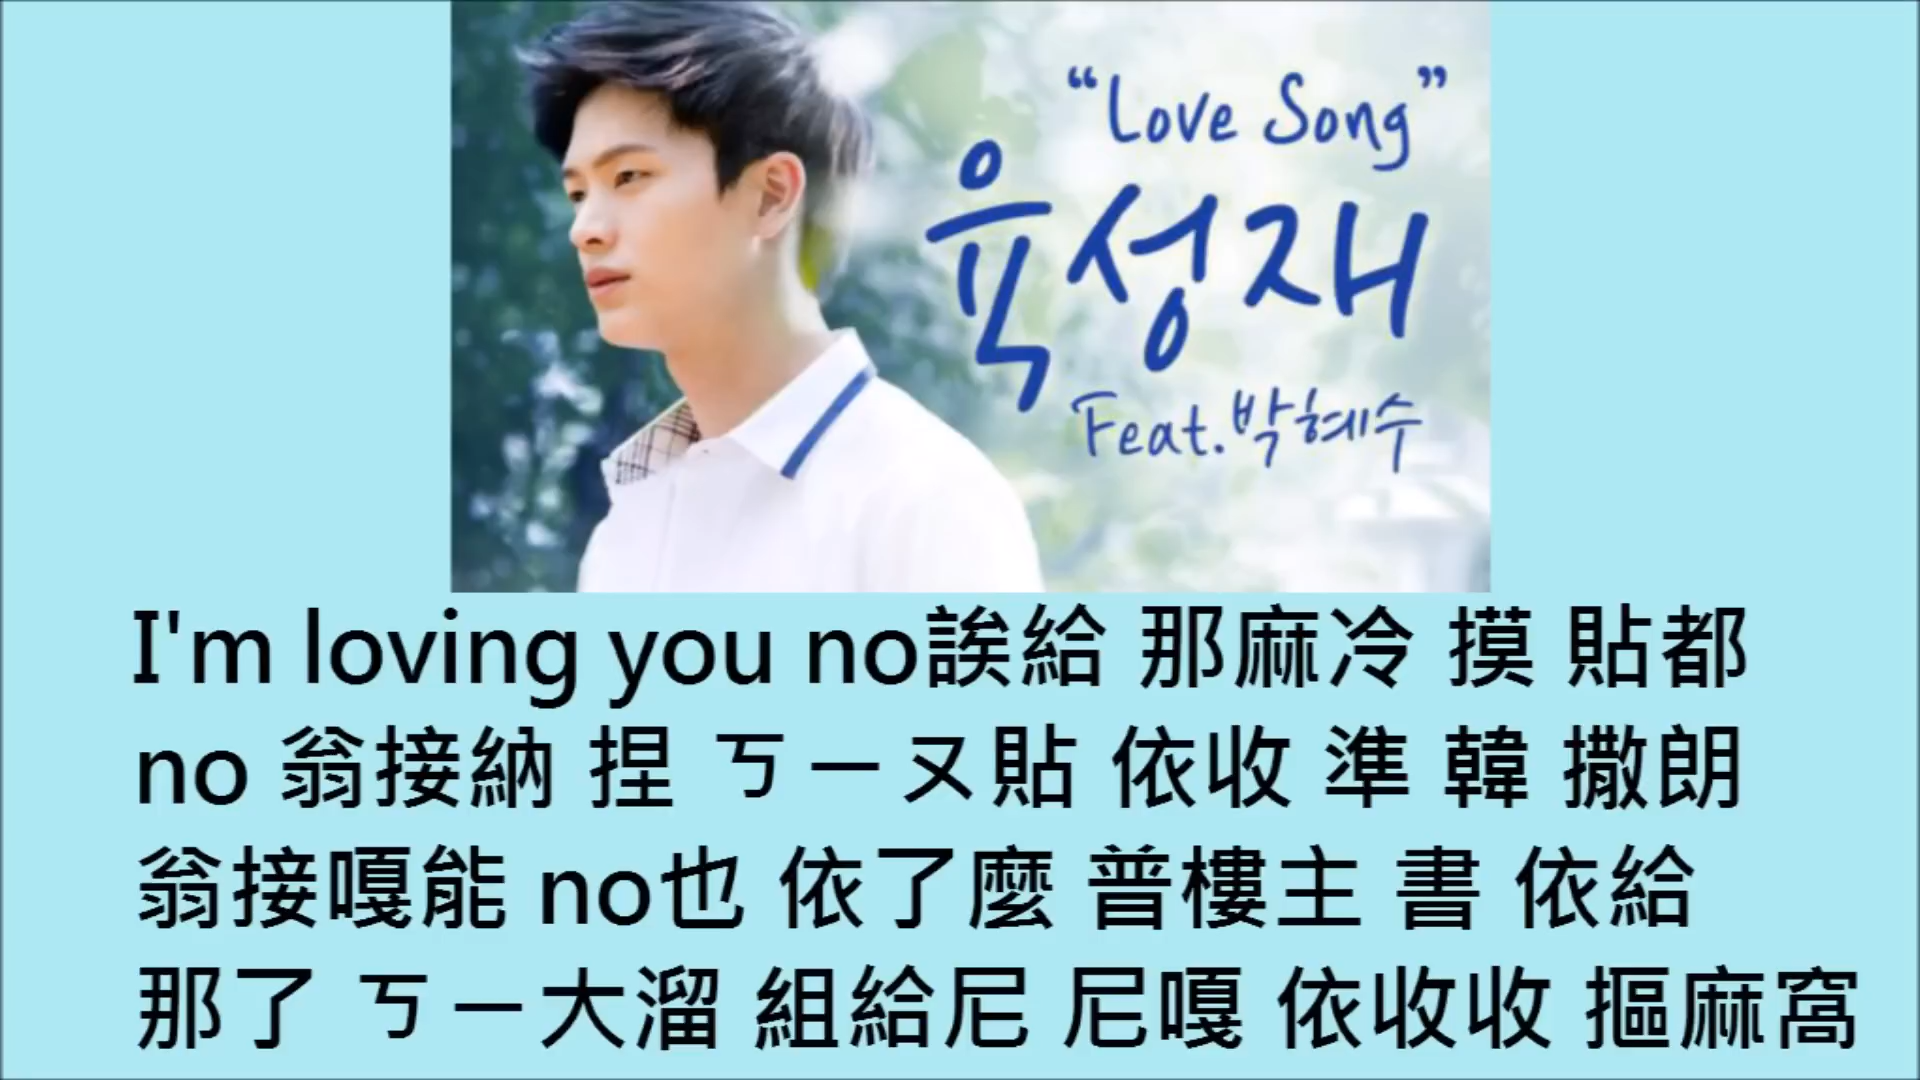 “Love Song”
육성재
Feat.박혜수
I'm loving you no誒給 那麻冷 摸 貼都
no 翁接納 捏 ㄎㄧㄡ貼 依收 準 韓 撒朗
翁接嘎能 no也 依了麼 普樓主 書 依給
那了 ㄎㄧ大溜 組給尼 尼嘎 依收收 摳麻窩